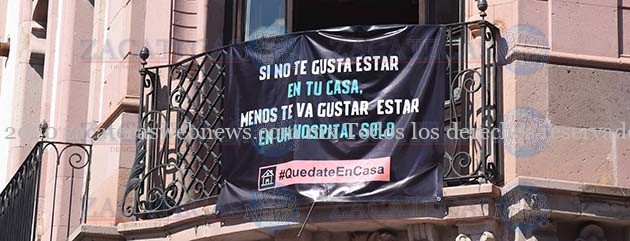 SI NO TE GUSTA ESTAR
EN TU CASA,
MENOS TE VA GUSTAR ESTAR
EN UN HOSPITAL SOLO
#QuedateEnCasa